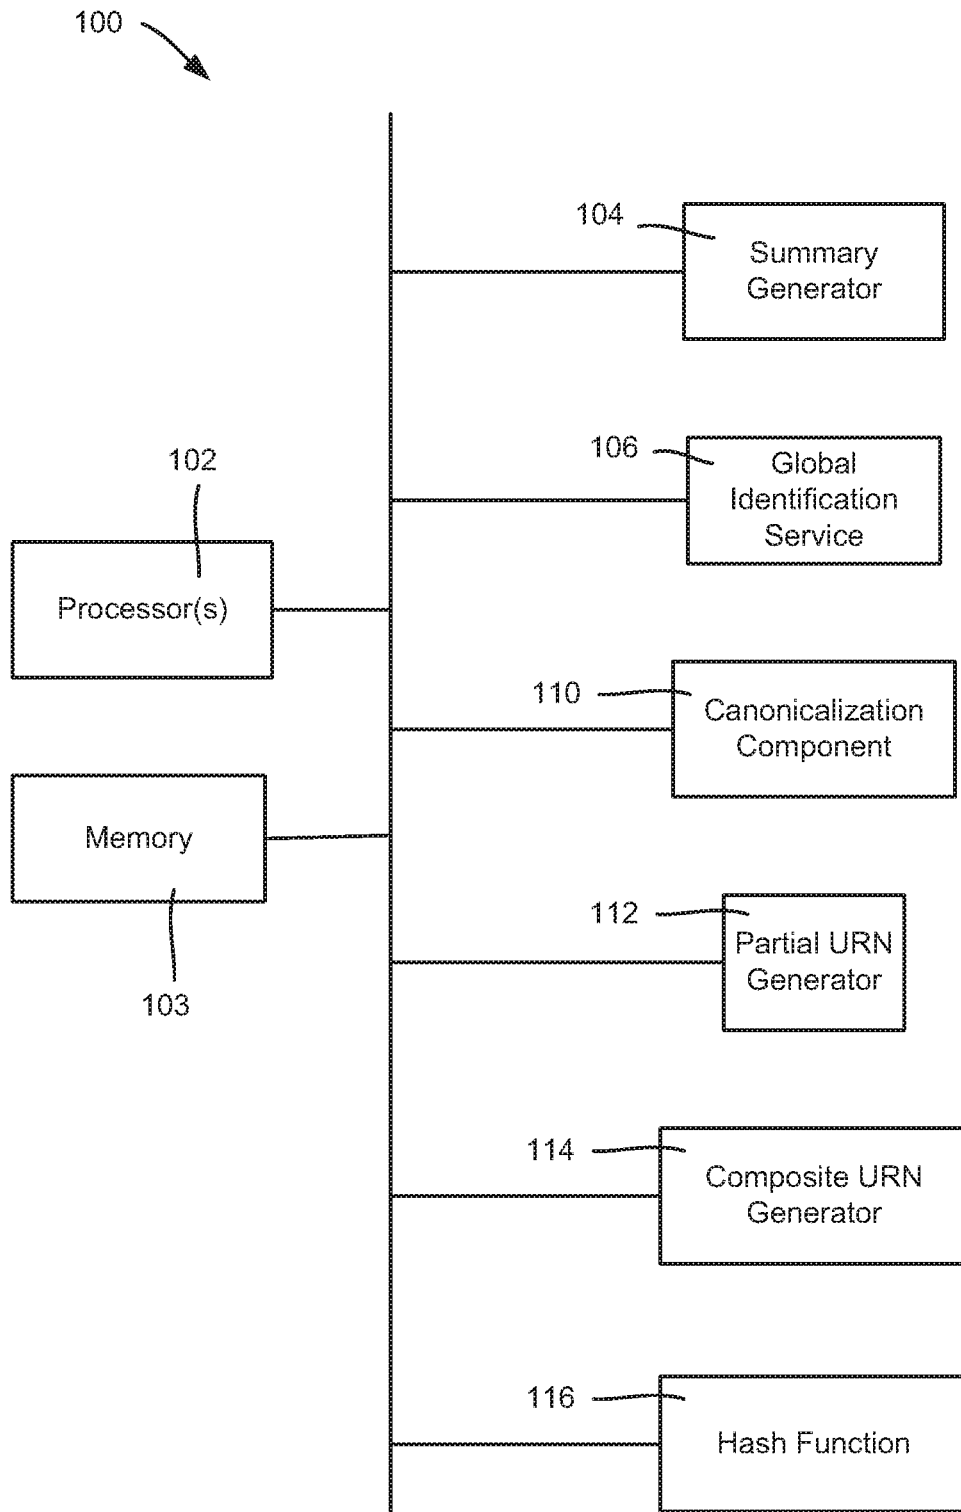 100
104
Summary
Generator
106
Global
Identification
Service
102
Processor(s)
110
Canonicalization
Component
Memory
103
112
Partial URN
Generator
114
Composite URN
Generator
116
Hash Function